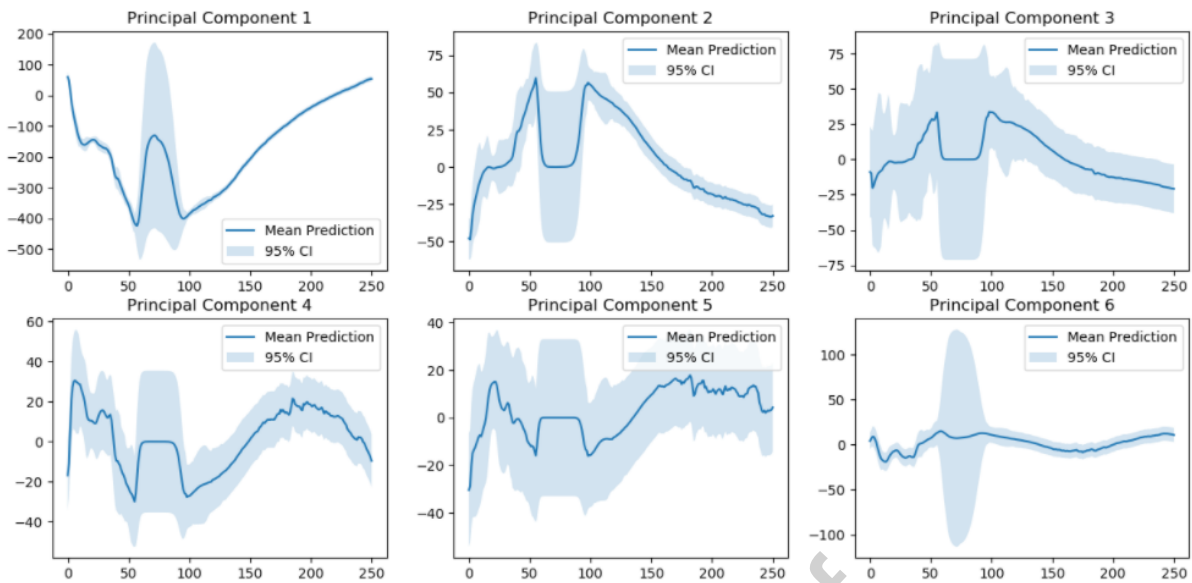 Principal Component 1
200
100
0
−100
−200
−300
−400
−500
0 50 100 150 200 250
Mean Prediction
95% CI
Principal Component 2
75
50
25
0
−25
−50
0 50 100 150 200 250
Mean Prediction
95% CI
Principal Component 3
75
50
25
0
−25
−50
−75
0 50 100 150 200 250
Mean Prediction
95% CI
Principal Component 4
60
40
20
0
−20
−40
0 50 100 150 200 250
Mean Prediction
95% CI
Principal Component 5
40
20
0
−20
−40
0 50 100 150 200 250
Mean Prediction
95% CI
Principal Component 6
100
50
0
−50
−100
0 50 100 150 200 250
Mean Prediction
95% CI